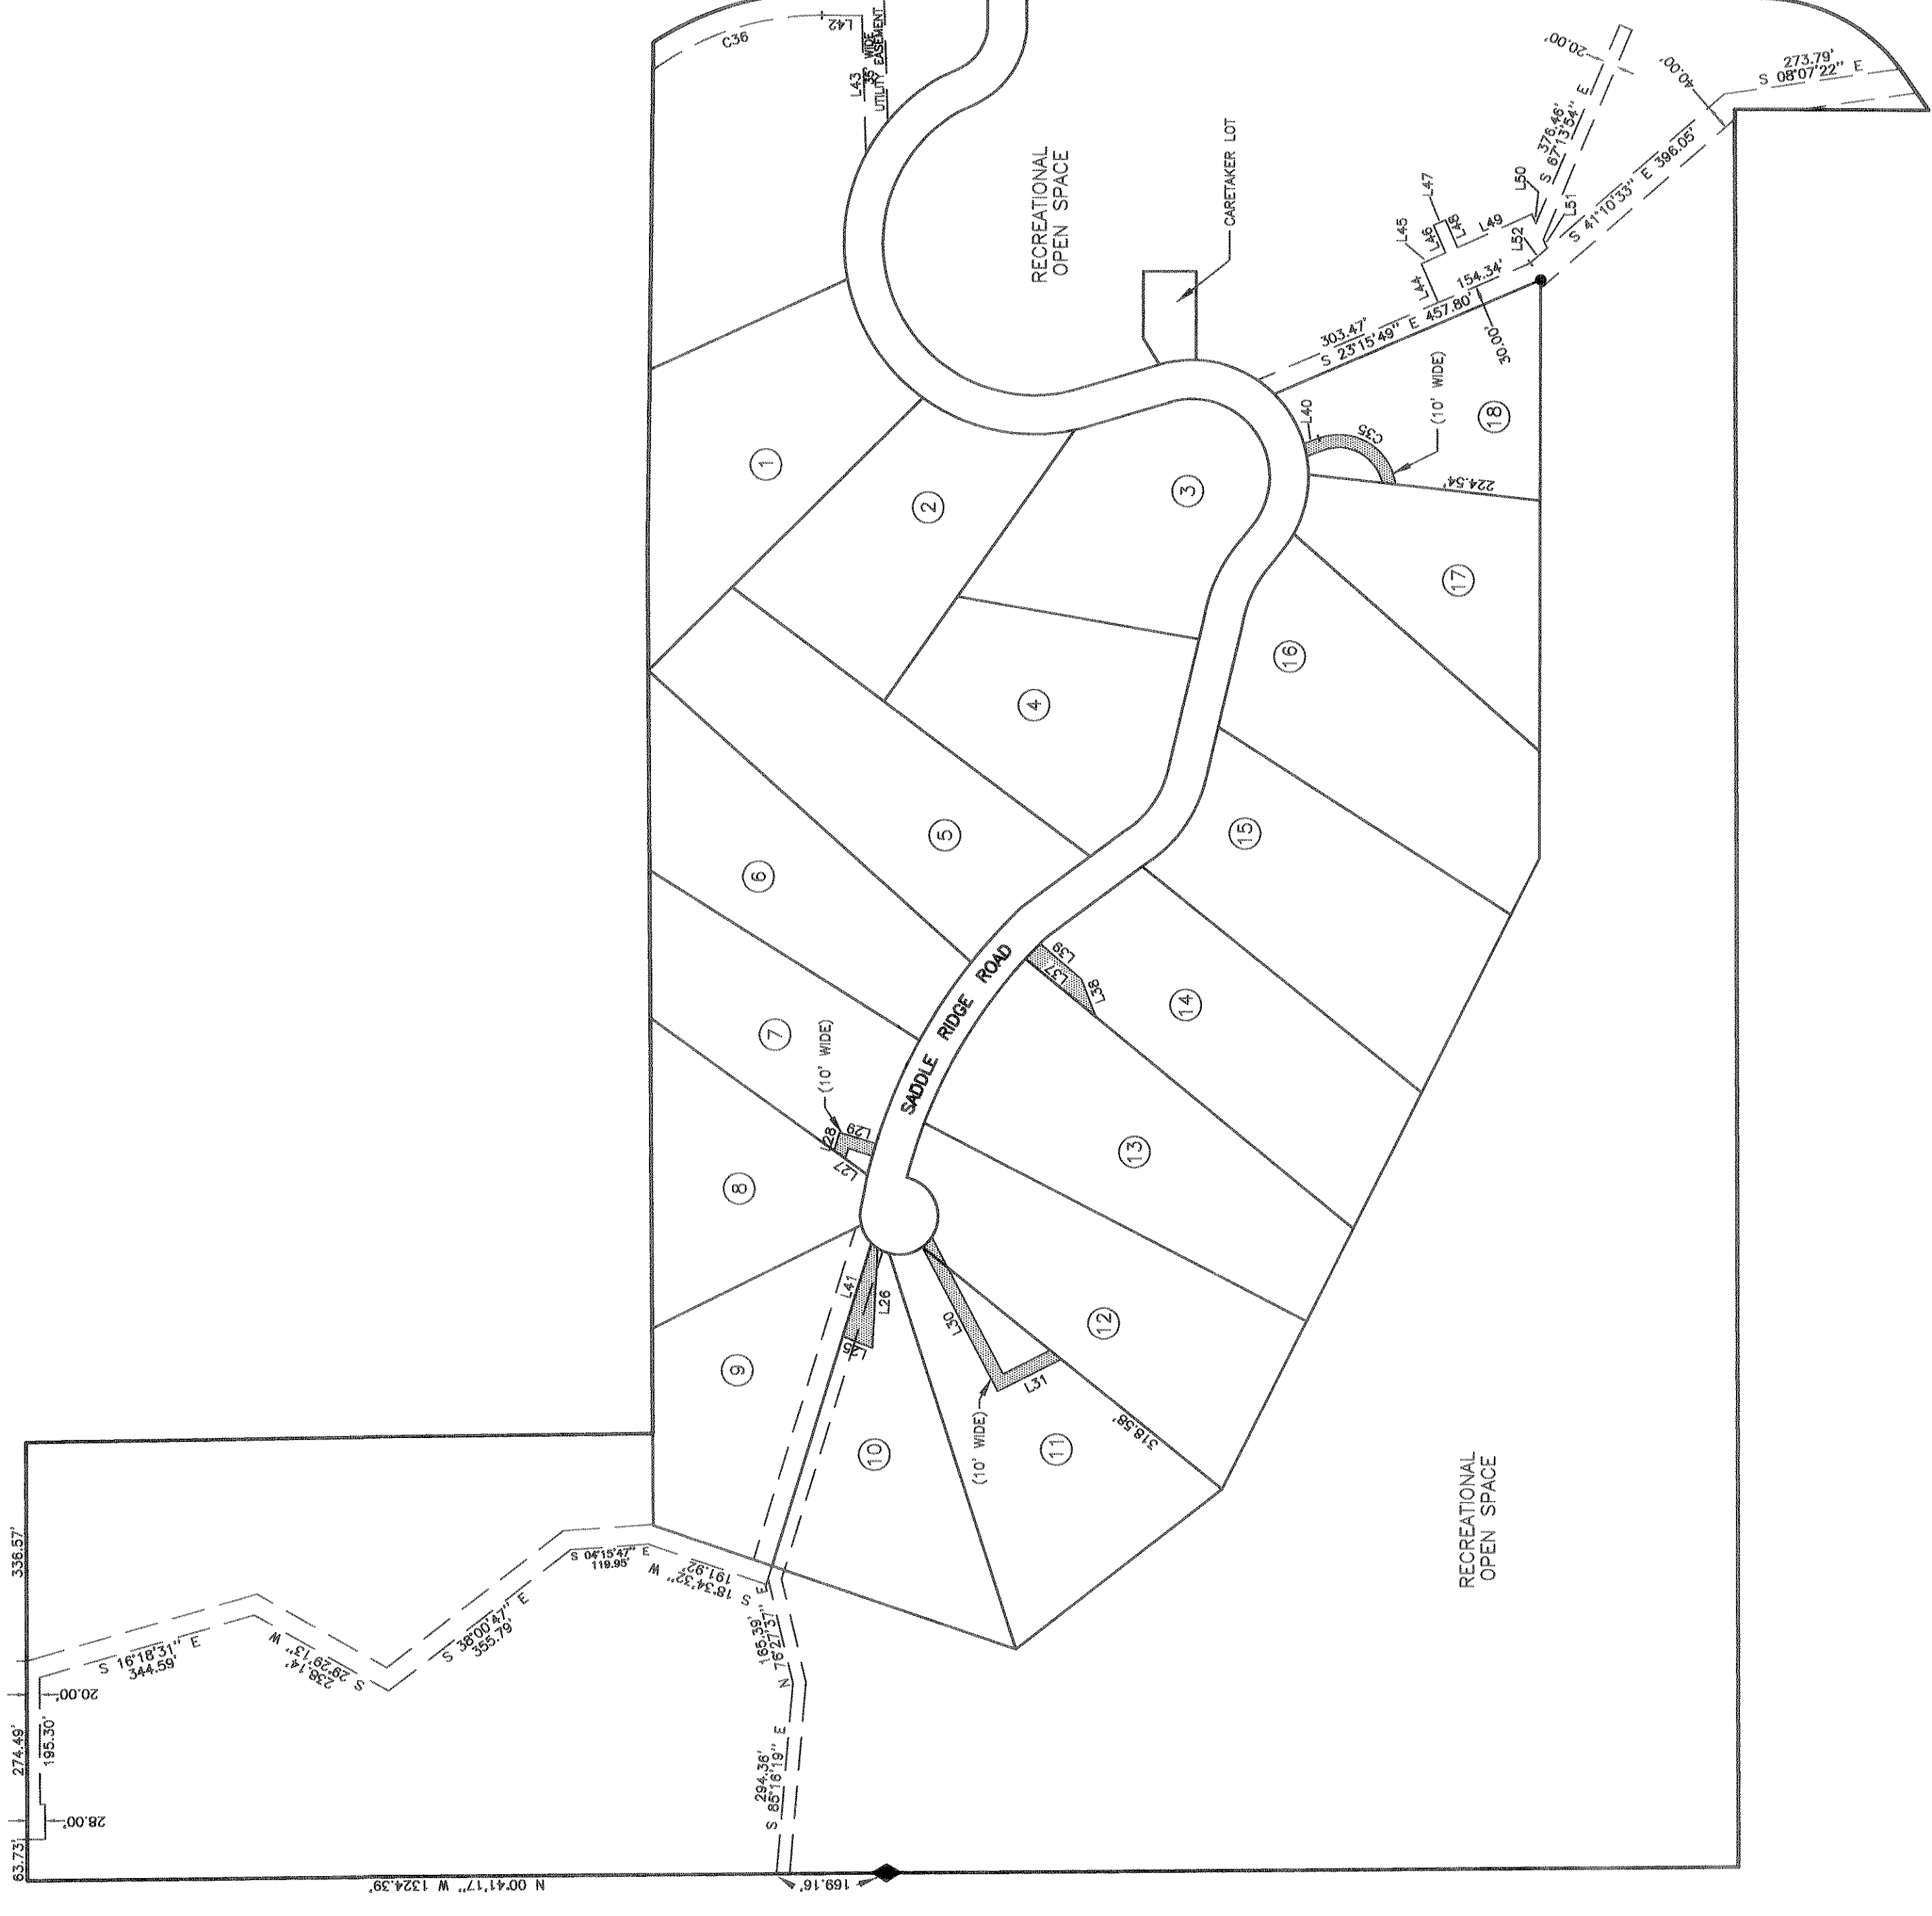 63.73'
274.49'
336.57'
28.00'
195.30'
20.00'
S 16°18'31" E
344.59'
S 29°29'13" W
238.14'
S 38°00'47" E
355.79'
S 04°15'47" E
119.95'
S 18°34'32" W
191.92'
165.39'
N 76°27'37" E
294.36'
S 85°16'19" E
N 00°41'17" W 1324.39'
169.16'
C36
L42
L43
35' WIDE
UTILITY EASEMENT
RECREATIONAL
OPEN SPACE
CARETAKER LOT
20.00'
40.00'
273.79'
S 08°07'22" E
376.46'
S 67°13'54" E
S 41°10'33" E 396.05'
L44
L45
L46
L47
L48
L49
L50
L51
L52
154.34'
303.47'
S 23°15'49" E 457.80'
30.00'
L40
C35
(10' WIDE)
224.54'
1
2
3
4
5
6
7
8
9
10
11
12
13
14
15
16
17
18
SADDLE RIDGE ROAD
L37
L38
L39
(10' WIDE)
L27
L28
L29
L41
L26
L25
L30
L31
(10' WIDE)
318.58'
RECREATIONAL
OPEN SPACE